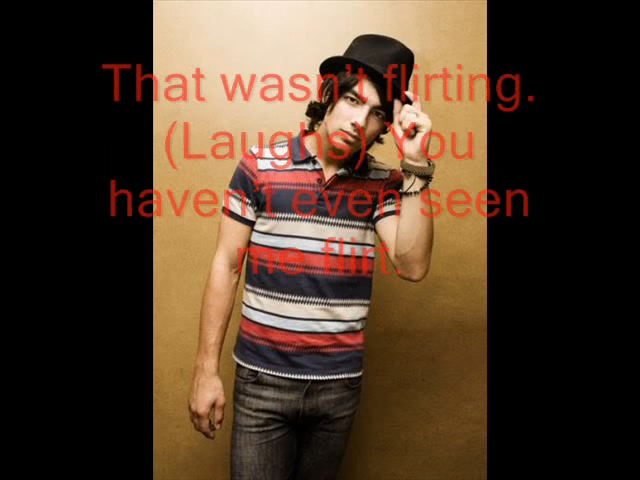 That wasn't flirting.
(Laughs) You
haven't even seen
me flirt.